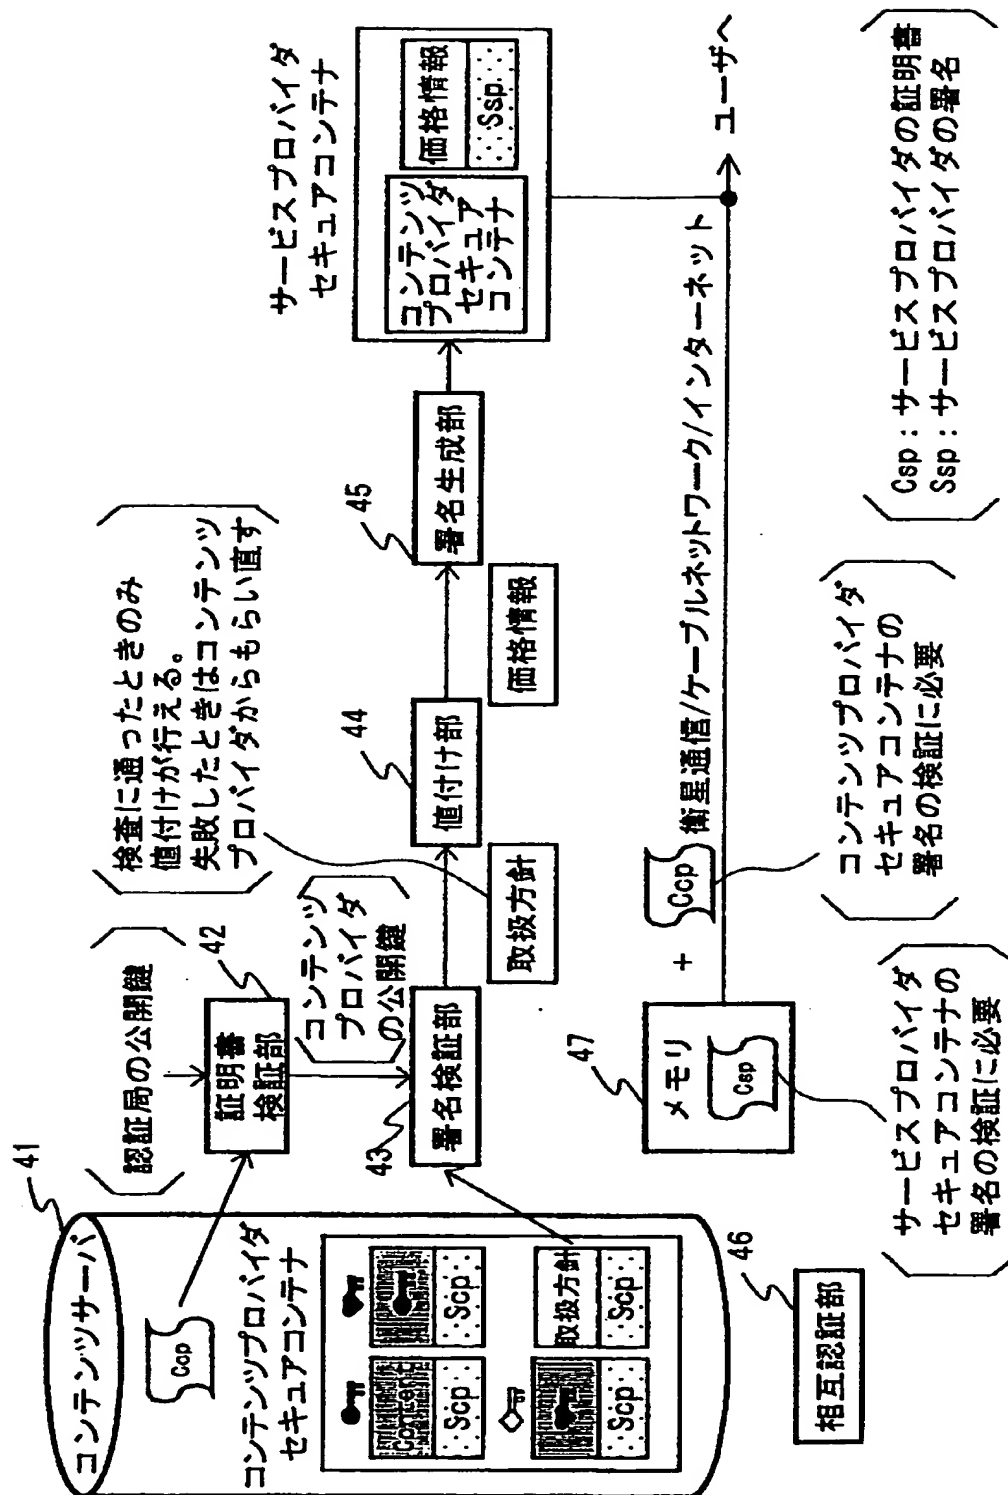 41
コンテンツサーバ
Ccp
コンテンツプロバイダ
セキュアコンテナ
Content
Scp
Scp
Scp
取扱方針
Scp
認証局の公開鍵
42
証明書
検証部
コンテンツ
プロバイダ
の公開鍵
43
署名検証部
検査に通ったときのみ
値付けが行える。
失敗したときはコンテンツ
プロバイダからもらい直す
取扱方針
44
値付け部
価格情報
45
署名生成部
サービスプロバイダ
セキュアコンテナ
コンテンツ
プロバイダ
セキュア
コンテナ
価格情報
Ssp
46
相互認証部
47
メモリ
Csp
サービスプロバイダ
セキュアコンテナの
署名の検証に必要
+
Ccp
コンテンツプロバイダ
セキュアコンテナの
署名の検証に必要
衛星通信/ケーブルネットワーク/インターネット
ユーザへ
Csp:サービスプロバイダの証明書
Ssp:サービスプロバイダの署名